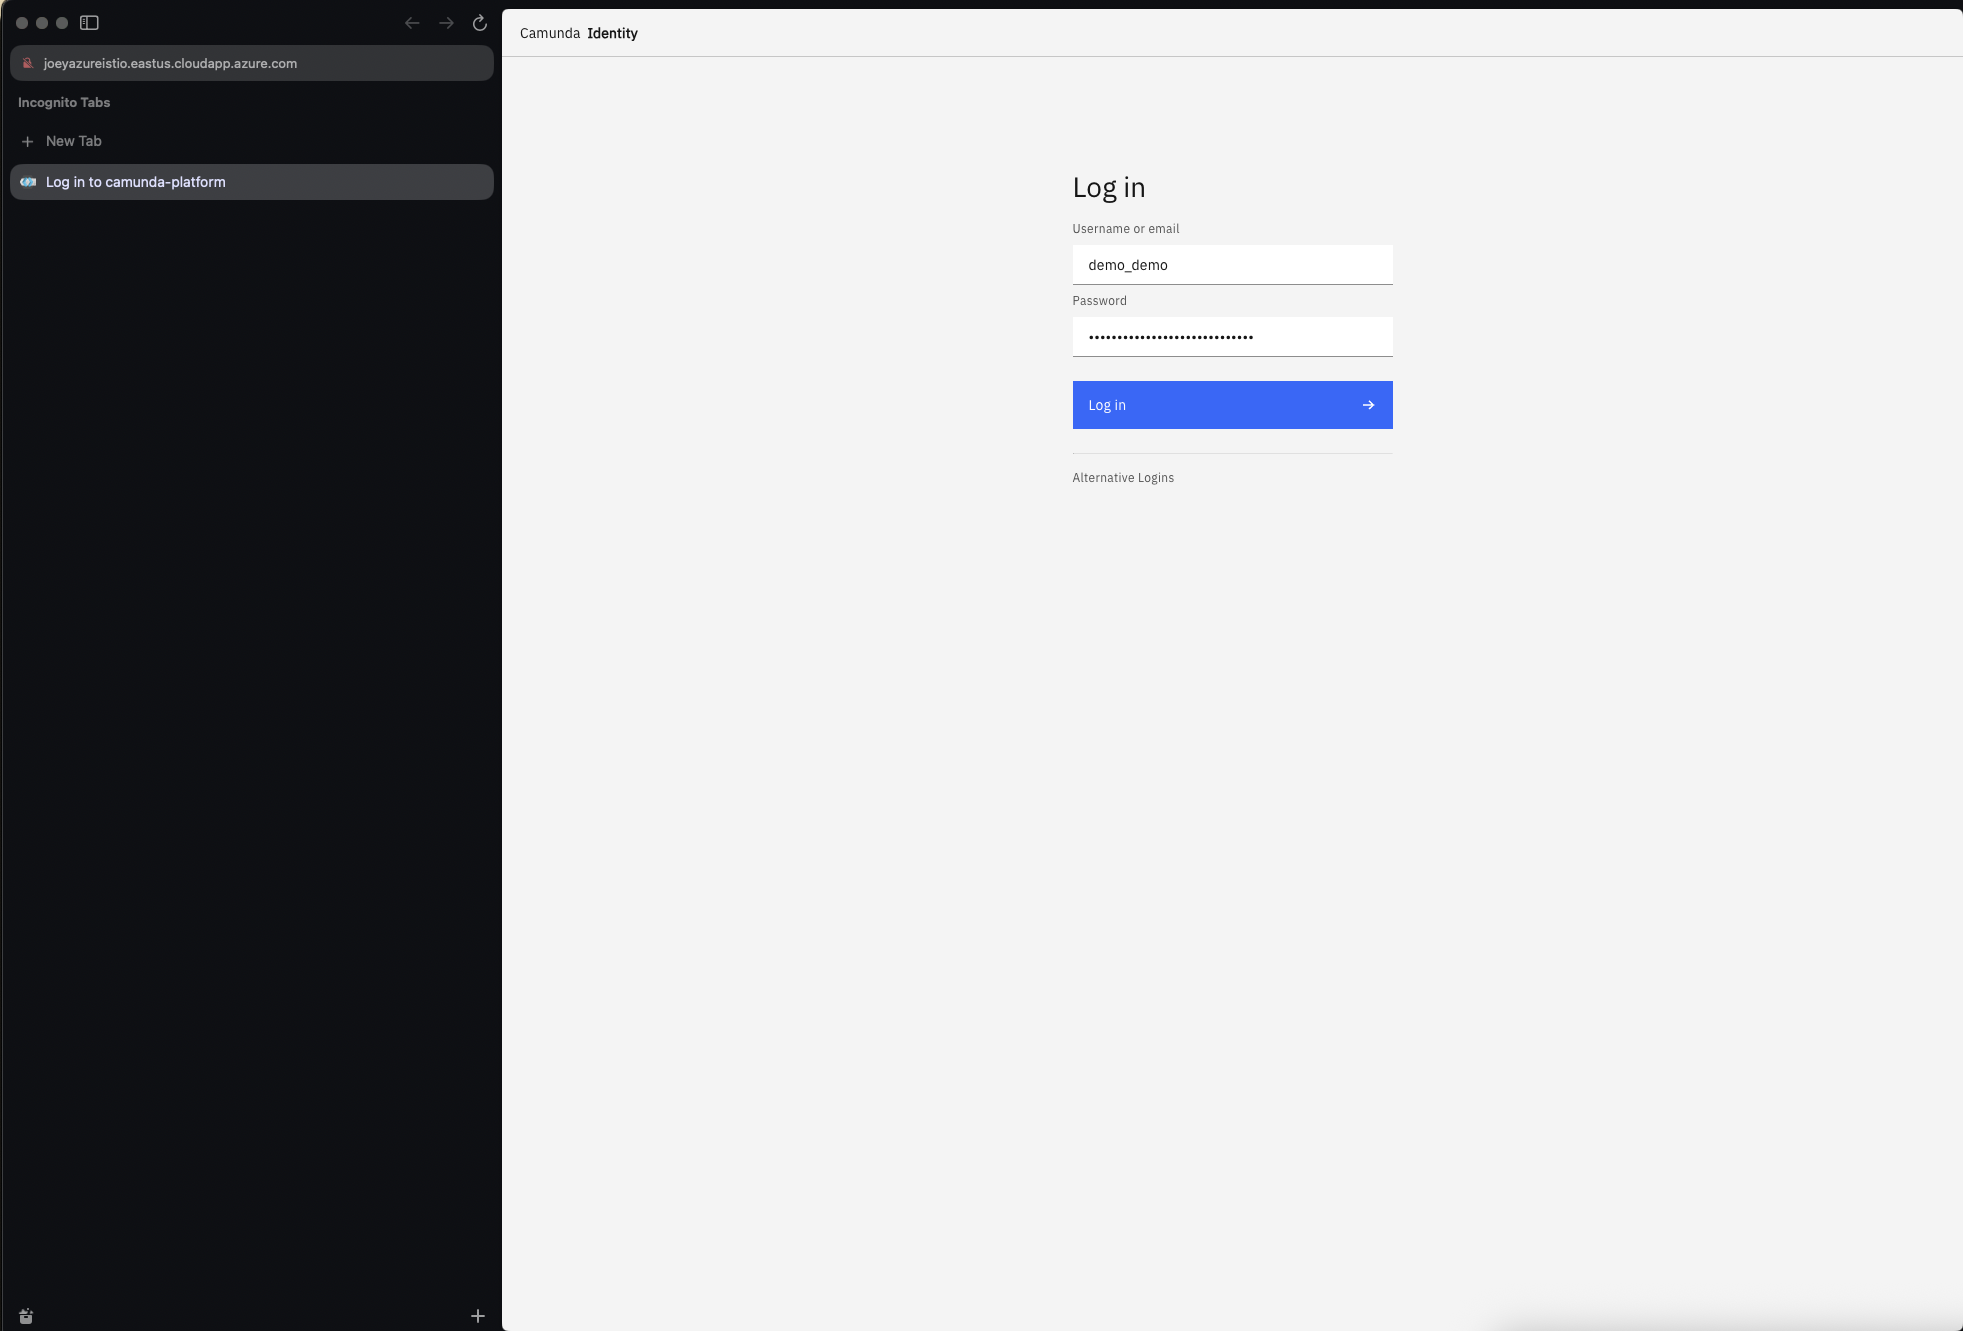 joeyazureistio.eastus.cloudapp.azure.com
Incognito Tabs
New Tab
Log in to camunda-platform
Camunda Identity
Log in
Username or email
demo_demo
Password
•••••••••••••••••••••••••••••
Log in
Alternative Logins